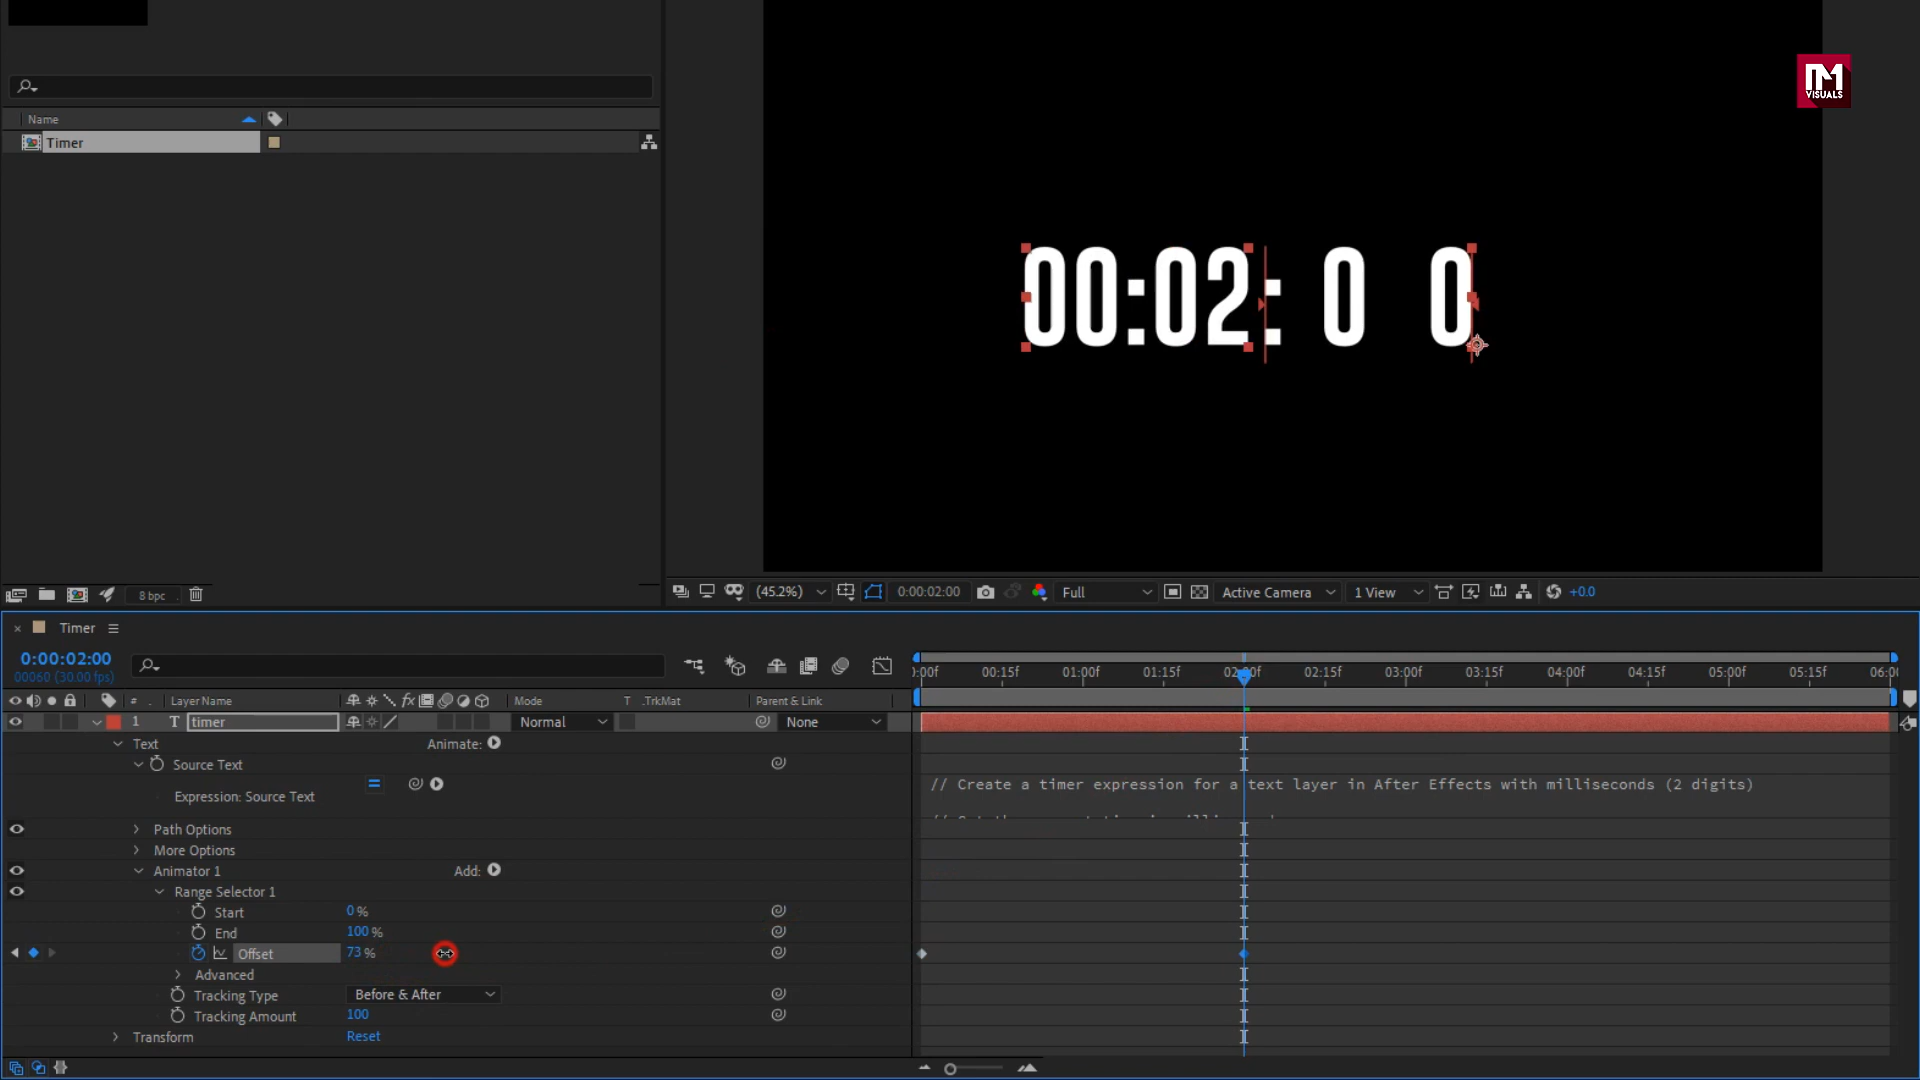 M
VISUALS
Name
Timer
00:02: 0 0
8 bpc
(45.2%)
0:00:02:00
Full
Active Camera
1 View
+0.0
× Timer
0:00:02:00
00060 (30.00 fps)
:00f 00:15f 01:00f 01:15f 02:00f 02:15f 03:00f 03:15f 04:00f 04:15f 05:00f 05:15f 06:00
# . Layer Name fx Mode T .TrkMat Parent & Link
1 T timer Normal None
Text Animate:
Source Text
Expression: Source Text
// Create a timer expression for a text layer in After Effects with milliseconds (2 digits)
Path Options
More Options
Animator 1 Add:
Range Selector 1
Start 0 %
End 100 %
Offset 73 %
Advanced
Tracking Type Before & After
Tracking Amount 100
Transform Reset